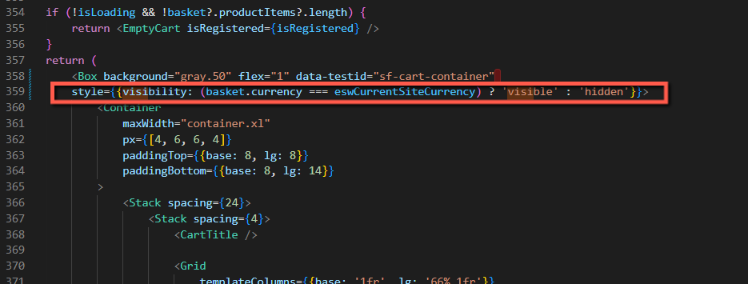 354 if (!isLoading && !basket?.productItems?.length) {
355 return <EmptyCart isRegistered={isRegistered} />
356 }
357 return (
358 <Box background="gray.50" flex="1" data-testid="sf-cart-container"
359 style={{visibility: (basket.currency === eswCurrentSiteCurrency) ? 'visible' : 'hidden'}}>
360 <Container
361 maxWidth="container.xl"
362 px={[4, 6, 6, 4]}
363 paddingTop={{base: 8, lg: 8}}
364 paddingBottom={{base: 8, lg: 14}}
365 >
366 <Stack spacing={24}>
367 <Stack spacing={4}>
368 <CartTitle />
369
370 <Grid
371 templateColumns={{base: '1fr', lg: '66% 1fr'}}